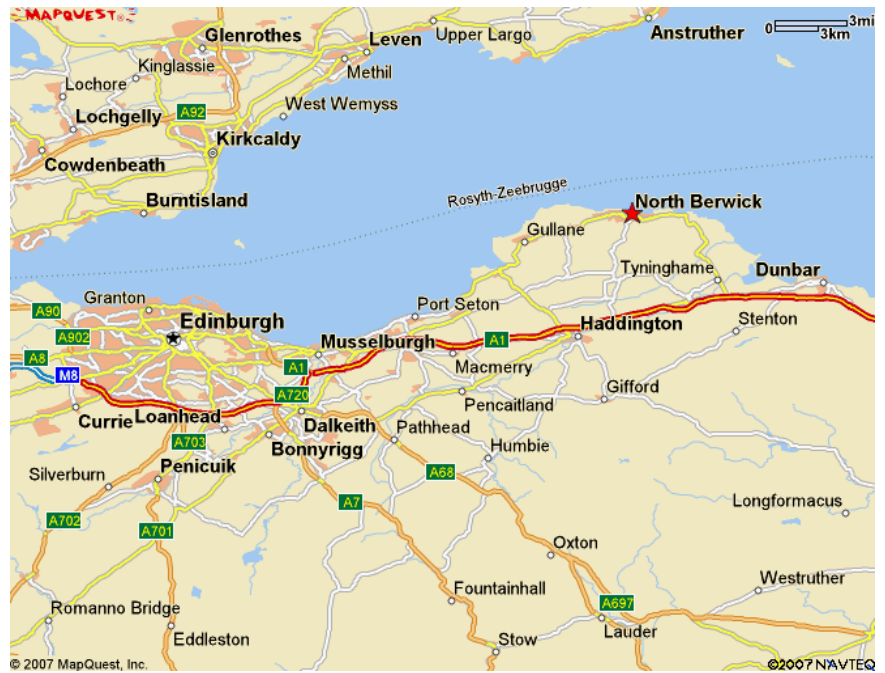 MAPQUEST
Glenrothes
Leven
Upper Largo
Anstruther
0 3mi
3km
Kinglassie
Methil
Lochore
West Wemyss
A92
Lochgelly
Kirkcaldy
Cowdenbeath
Burntisland
Rosyth-Zeebrugge
North Berwick
Gullane
Tyninghame
Dunbar
Granton
Port Seton
A90
Edinburgh
Stenton
A902
Musselburgh
A1
Haddington
A8
A1
Macmerry
M8
A720
Gifford
Pencaitland
Currie
Loanhead
Dalkeith
Pathhead
A703
Bonnyrigg
Humbie
Silverburn
Penicuik
A68
A7
Longformacus
A702
A701
Oxton
Westruther
Fountainhall
A697
Romanno Bridge
Lauder
Eddleston
Stow
© 2007 MapQuest, Inc.
©2007 NAVTEQ